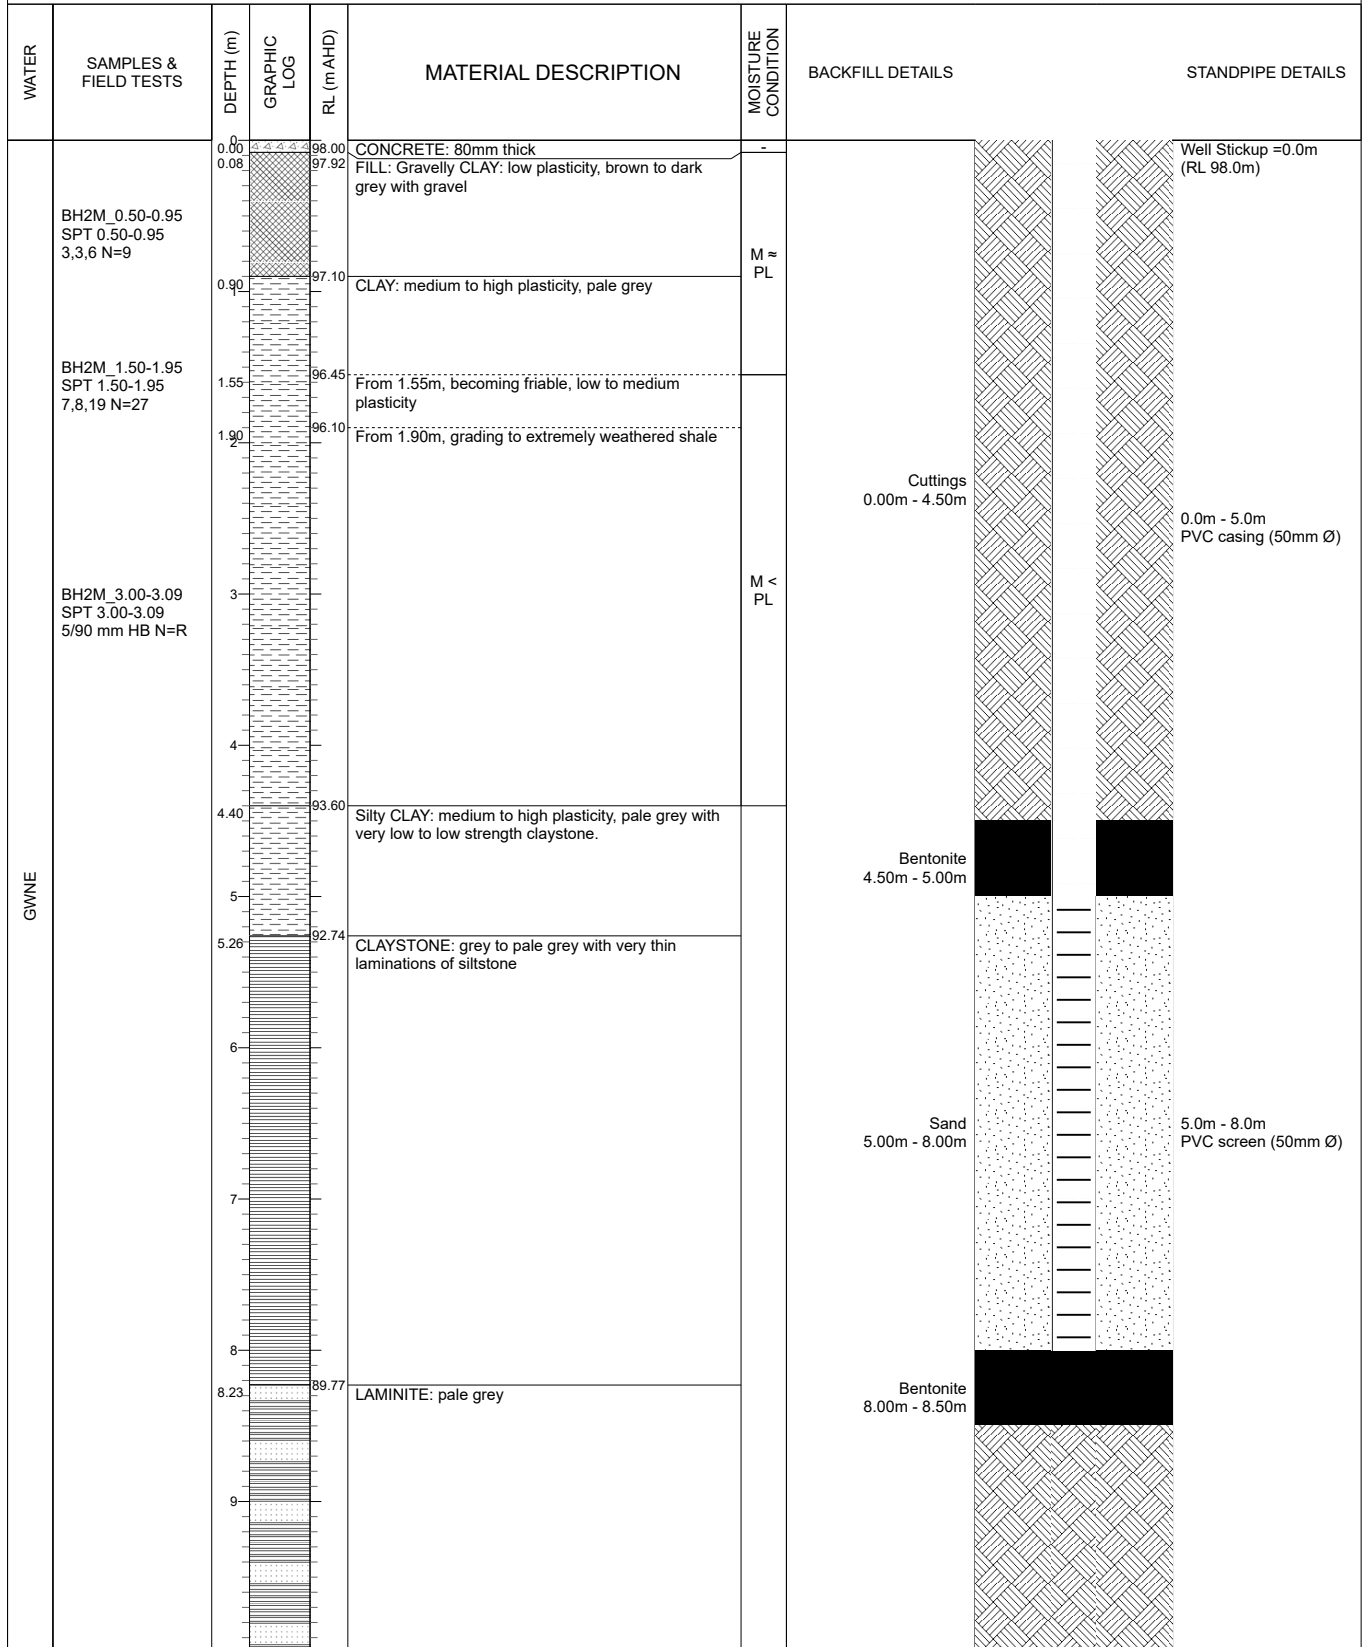 WATER
SAMPLES &
FIELD TESTS
DEPTH (m)
GRAPHIC
LOG
RL (m AHD)
MATERIAL DESCRIPTION
MOISTURE
CONDITION
BACKFILL DETAILS
STANDPIPE DETAILS
0
0.00
98.00
CONCRETE: 80mm thick
-
Well Stickup =0.0m
(RL 98.0m)
0.08
97.92
FILL: Gravelly CLAY: low plasticity, brown to dark
grey with gravel
BH2M_0.50-0.95
SPT 0.50-0.95
3,3,6 N=9
M ≈
PL
0.90
1
97.10
CLAY: medium to high plasticity, pale grey
BH2M_1.50-1.95
SPT 1.50-1.95
7,8,19 N=27
1.55
96.45
From 1.55m, becoming friable, low to medium
plasticity
1.90
2
96.10
From 1.90m, grading to extremely weathered shale
Cuttings
0.00m - 4.50m
0.0m - 5.0m
PVC casing (50mm Ø)
BH2M_3.00-3.09
SPT 3.00-3.09
5/90 mm HB N=R
3
M <
PL
4
4.40
93.60
Silty CLAY: medium to high plasticity, pale grey with
very low to low strength claystone.
Bentonite
4.50m - 5.00m
GWNE
5
5.26
92.74
CLAYSTONE: grey to pale grey with very thin
laminations of siltstone
6
Sand
5.00m - 8.00m
5.0m - 8.0m
PVC screen (50mm Ø)
7
8
8.23
89.77
LAMINITE: pale grey
Bentonite
8.00m - 8.50m
9